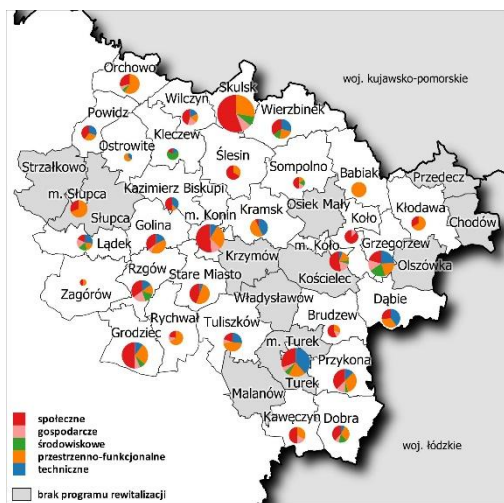 Orchowo
Skulsk
woj. kujawsko-pomorskie
Wilczyn
Wierzbinek
Powidz
Ostrowite
Kleczew
Strzałkowo
Ślesin
Sompolno
Babiak
Przedecz
m. Słupca
Kazimierz Biskupi
Osiek Mały
Kłodawa
Chodów
Słupca
Golina
m. Konin
Kramsk
Koło
Lądek
m. Koło
Grzegorzew
Rzgów
Stare Miasto
Krzymów
Kościelec
Olszówka
Zagórów
Władysławów
Dąbie
Rychwał
Tuliszków
Brudzew
Grodziec
m. Turek
Przykona
Turek
Malanów
Kawęczyn
Dobra
społeczne
gospodarcze
środowiskowe
przestrzenno-funkcjonalne
techniczne
woj. łódzkie
brak programu rewitalizacji